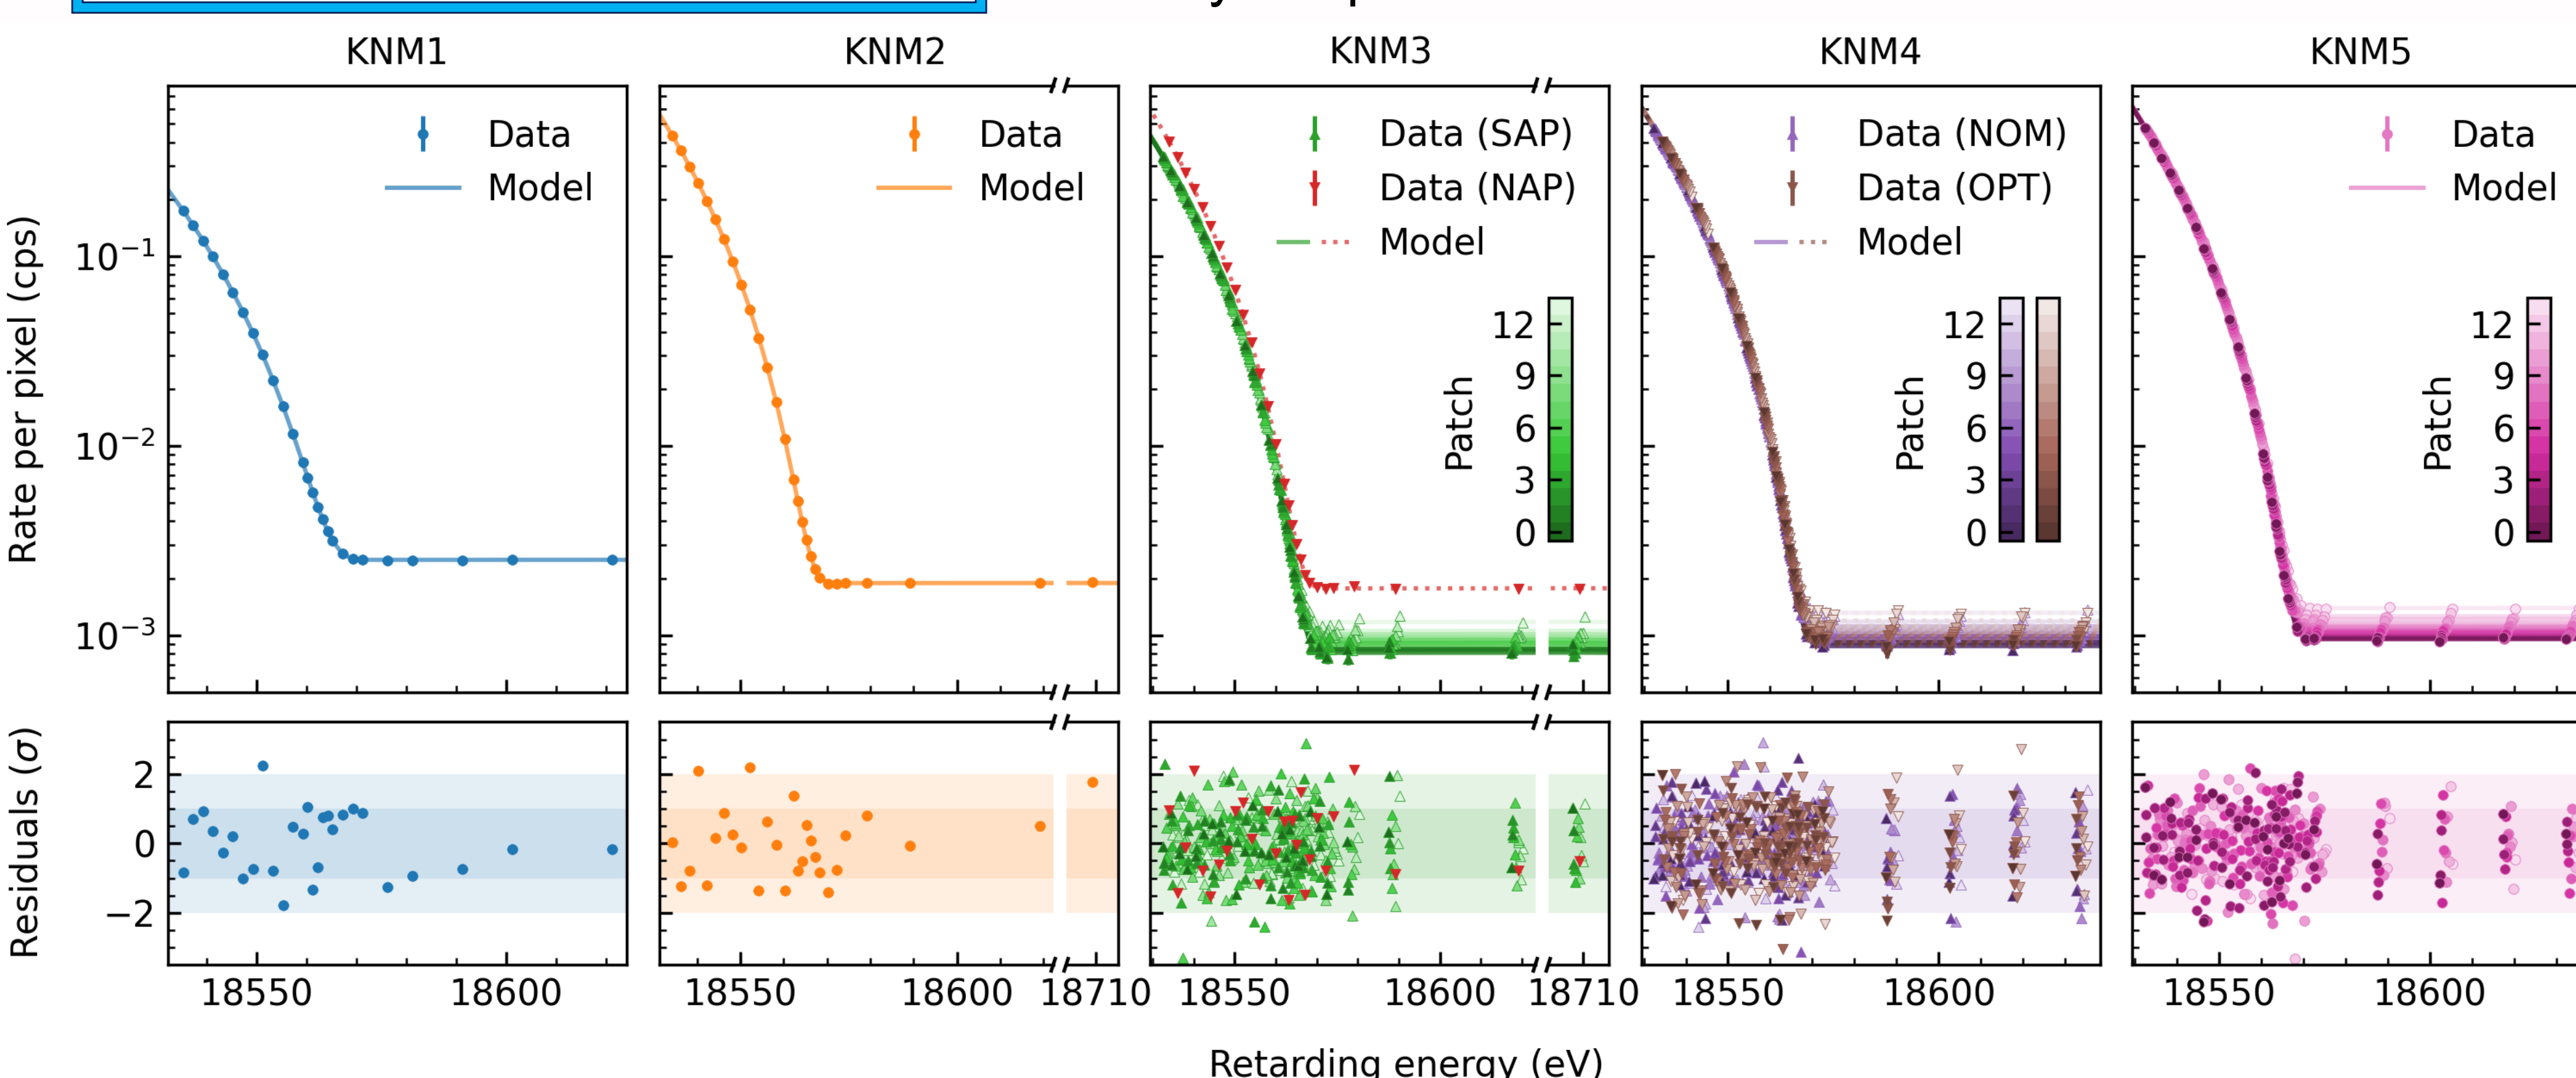 KNM1
KNM2
KNM3
KNM4
KNM5
Rate per pixel (cps)
10⁻¹
10⁻²
10⁻³
Data
Model
Data
Model
Data (SAP)
Data (NAP)
Model
Patch
12
9
6
3
0
Data (NOM)
Data (OPT)
Model
Patch
12
9
6
3
0
Data
Model
Patch
12
9
6
3
0
Residuals (σ)
2
0
−2
18550
18600
18550
18600
18710
18550
18600
18710
18550
18600
18550
18600
Retarding energy (eV)